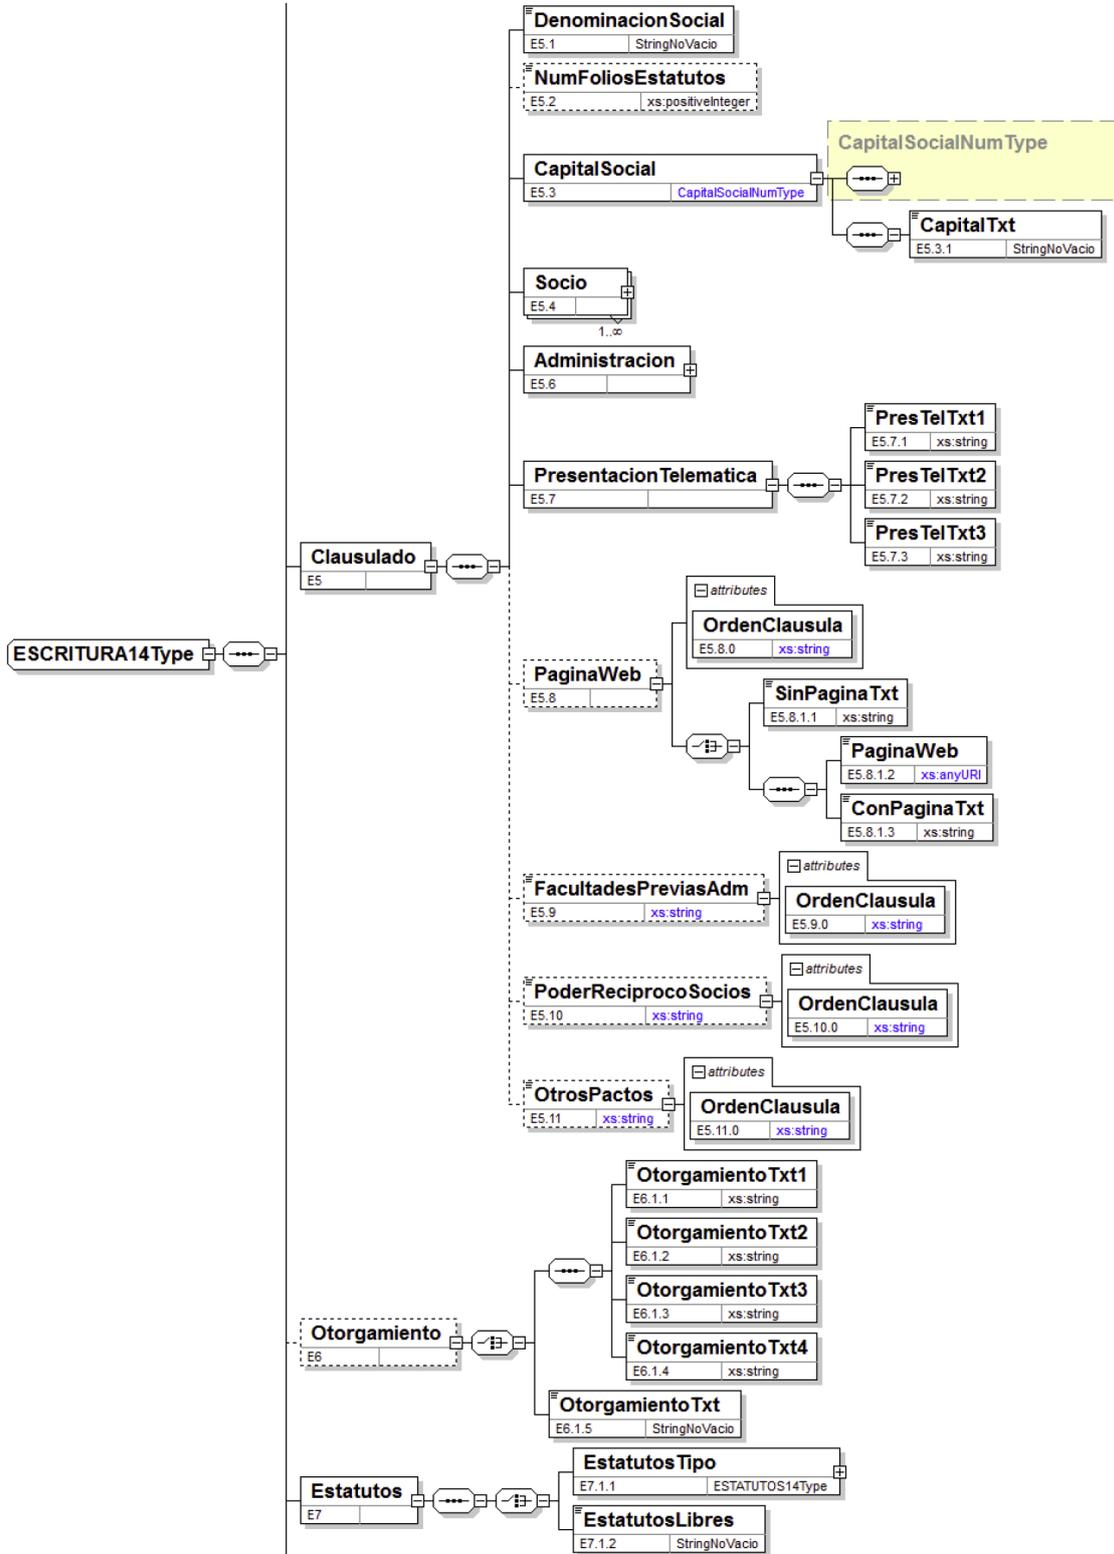 DenominacionSocial
E5.1 StringNoVacio
NumFoliosEstatutos
E5.2 xs:positiveInteger
CapitalSocialNumType
CapitalSocial
E5.3 CapitalSocialNumType
CapitalTxt
E5.3.1 StringNoVacio
Socio
E5.4
1..∞
Administracion
E5.6
PresTelTxt1
E5.7.1 xs:string
PresentacionTelematica
E5.7
PresTelTxt2
E5.7.2 xs:string
PresTelTxt3
E5.7.3 xs:string
Clausulado
E5
attributes
OrdenClausula
E5.8.0 xs:string
ESCRITURA14Type
PaginaWeb
E5.8
SinPaginaTxt
E5.8.1.1 xs:string
PaginaWeb
E5.8.1.2 xs:anyURI
ConPaginaTxt
E5.8.1.3 xs:string
attributes
FacultadesPreviasAdm
E5.9 xs:string
OrdenClausula
E5.9.0 xs:string
attributes
PoderReciprocoSocios
E5.10 xs:string
OrdenClausula
E5.10.0 xs:string
attributes
OtrosPactos
E5.11 xs:string
OrdenClausula
E5.11.0 xs:string
OtorgamientoTxt1
E6.1.1 xs:string
OtorgamientoTxt2
E6.1.2 xs:string
OtorgamientoTxt3
E6.1.3 xs:string
Otorgamiento
E6
OtorgamientoTxt4
E6.1.4 xs:string
OtorgamientoTxt
E6.1.5 StringNoVacio
EstatutosTipo
E7.1.1 ESTATUTOS14Type
Estatutos
E7
EstatutosLibres
E7.1.2 StringNoVacio